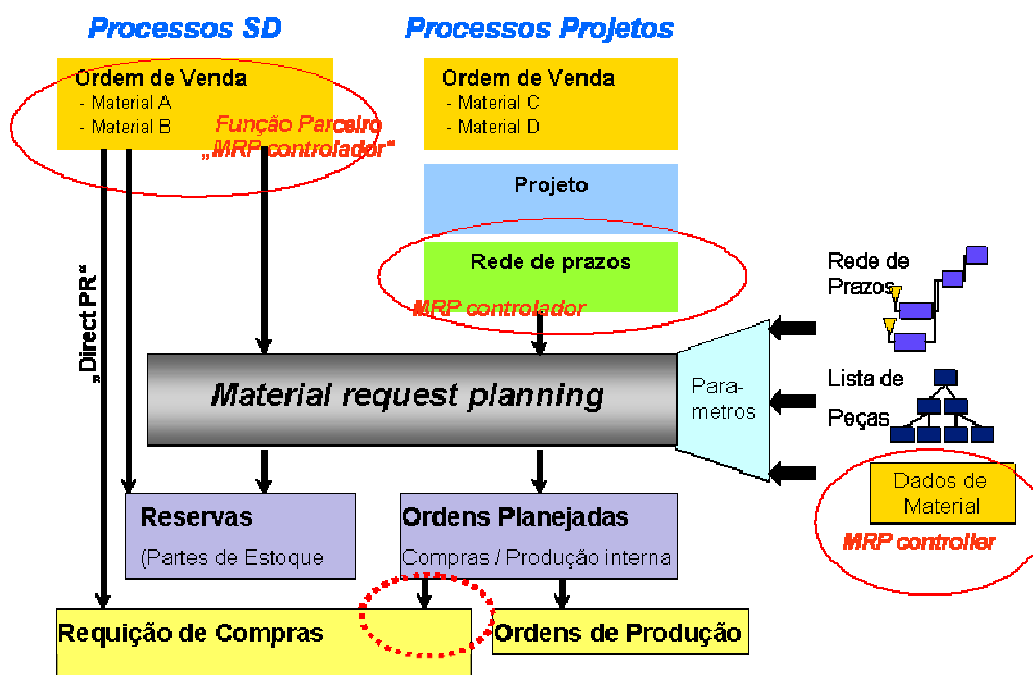 Processos SD
Processos Projetos
Ordem de Venda
- Material A
- Material B
Função Parceiro
„MRP controlador“
Ordem de Venda
- Material C
- Material D
Projeto
Rede de prazos
MRP controlador
„Direct PR“
Material request planning
Para-
metros
Rede de
Prazos
Lista de
Peças
Dados de
Material
MRP controller
Reservas
(Partes de Estoque
Ordens Planejadas
Compras / Produção interna
Requição de Compras
Ordens de Produção